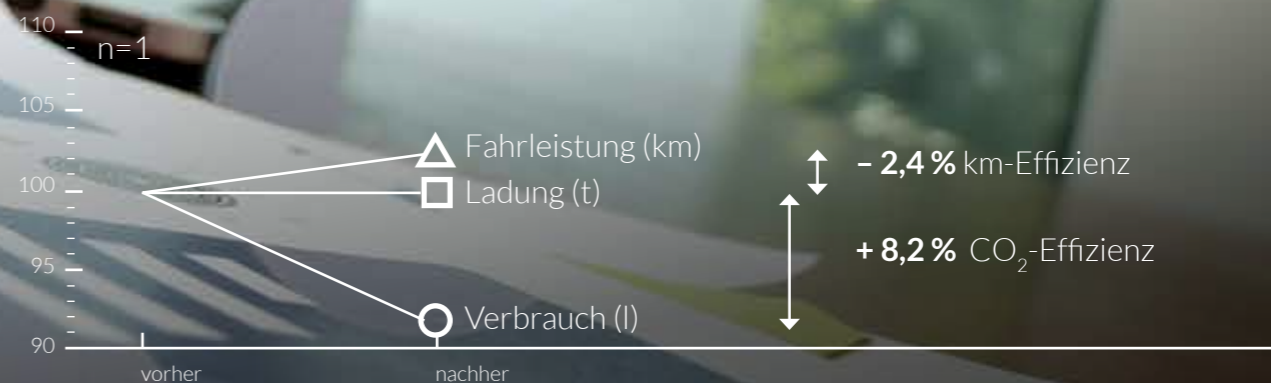 110
n=1
105
Fahrleistung (km)
– 2,4 % km-Effizienz
100
Ladung (t)
+ 8,2 % CO₂-Effizienz
95
Verbrauch (l)
90
vorher
nachher